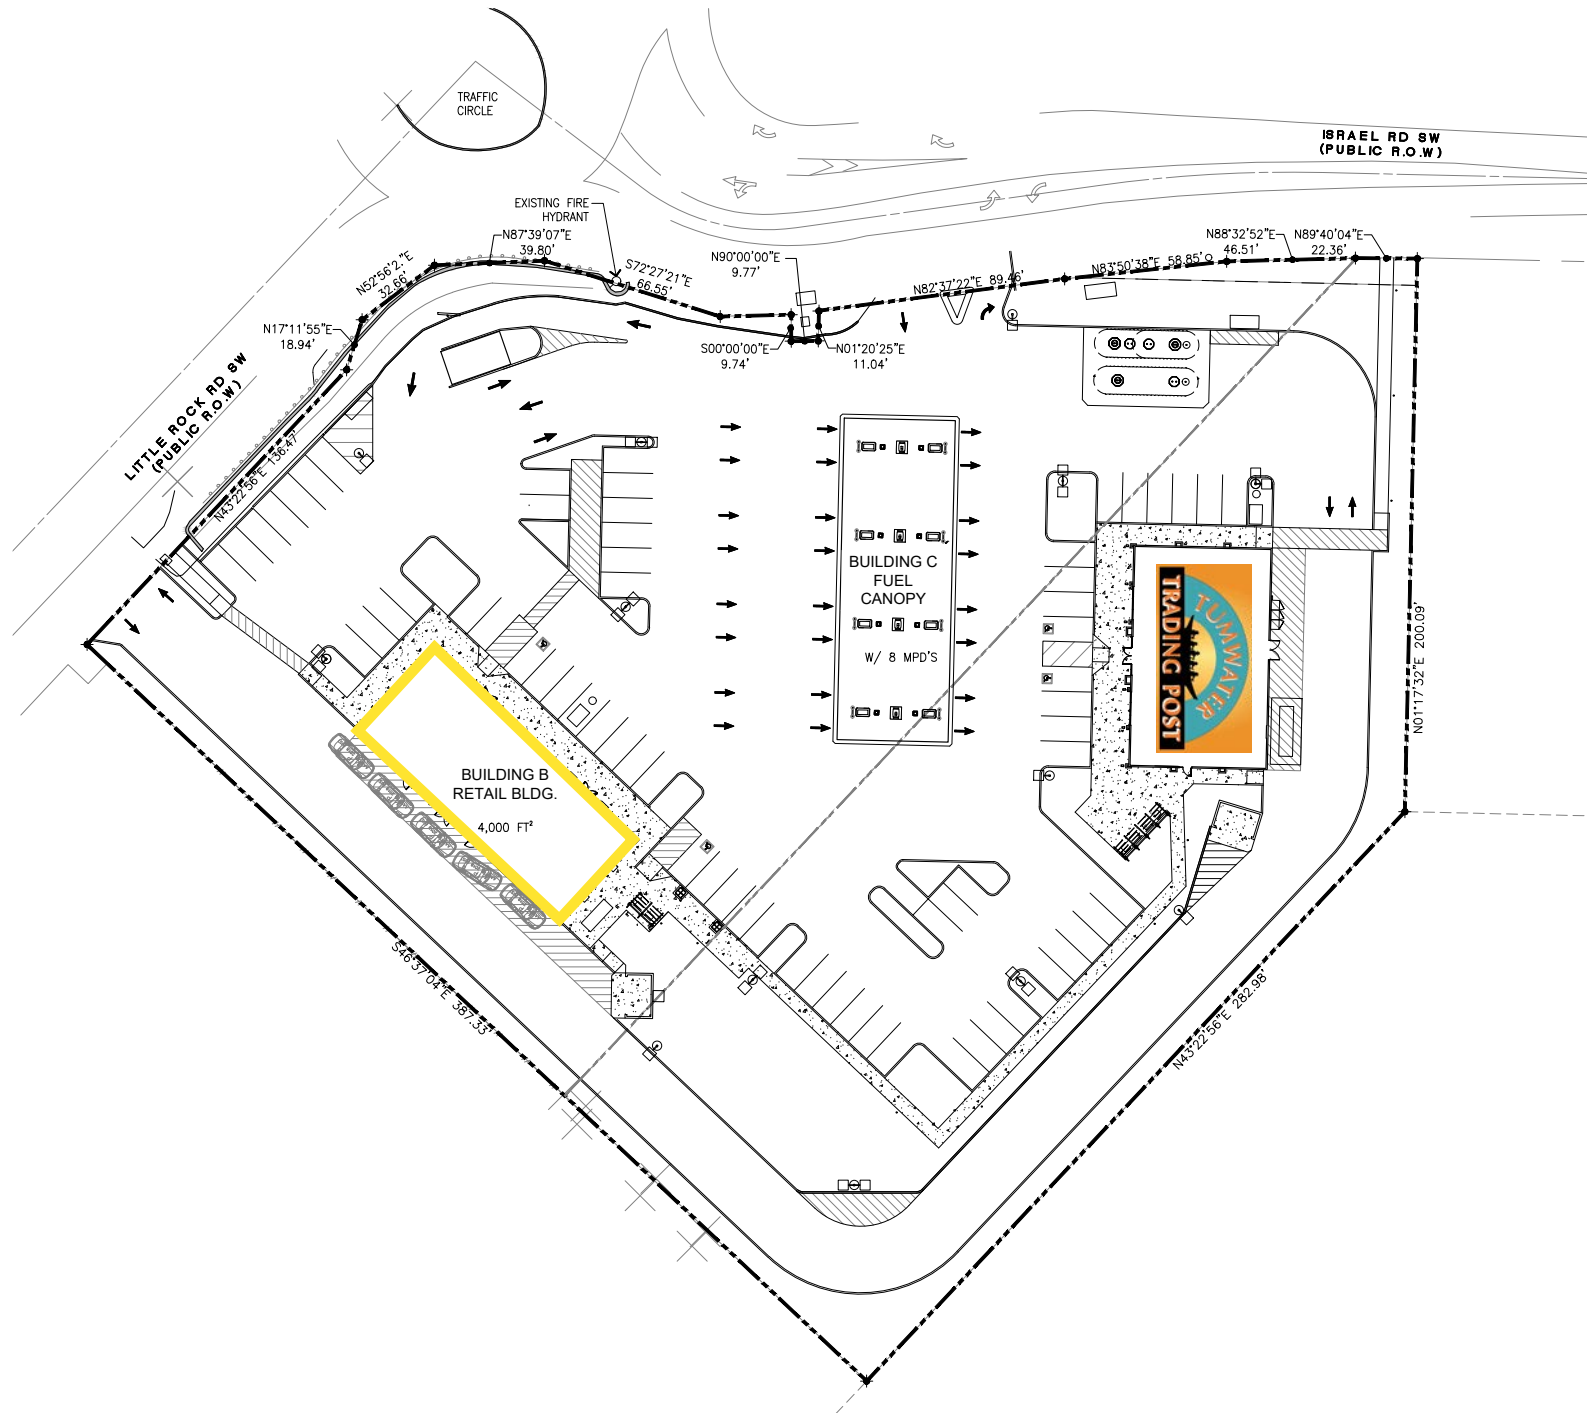 TRAFFIC
CIRCLE
ISRAEL RD SW
(PUBLIC R.O.W)
EXISTING FIRE
HYDRANT
N87°39'07"E
39.80'
N52°56'2."E
32.66'
S72°27'21"E
66.55'
N90°00'00"E
9.77'
N82°37'22"E 89.46'
N83°50'38"E 58.85'
N88°32'52"E
46.51'
N89°40'04"E
22.36'
N17°11'55"E
18.94'
S00°00'00"E
9.74'
N01°20'25"E
11.04'
LITTLE ROCK RD SW
(PUBLIC R.O.W)
N43°22'56"E 136.47'
BUILDING C
FUEL
CANOPY
W/ 8 MPD'S
TUMWATER
TRADING POST
N01°17'32"E 200.09'
BUILDING B
RETAIL BLDG.
4,000 FT²
S46°37'04"E 387.33'
N43°22'56"E 282.98'